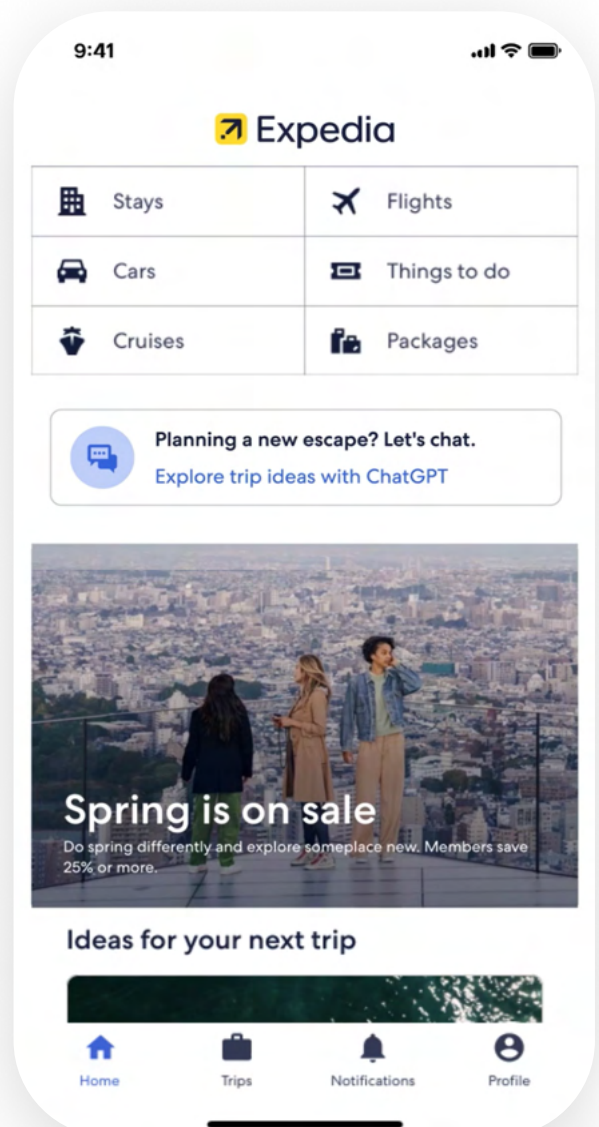 9:41
Expedia
Stays
Flights
Cars
Things to do
Cruises
Packages
Planning a new escape? Let's chat.
Explore trip ideas with ChatGPT
Spring is on sale
Do spring differently and explore someplace new. Members save
25% or more.
Ideas for your next trip
Home
Trips
Notifications
Profile